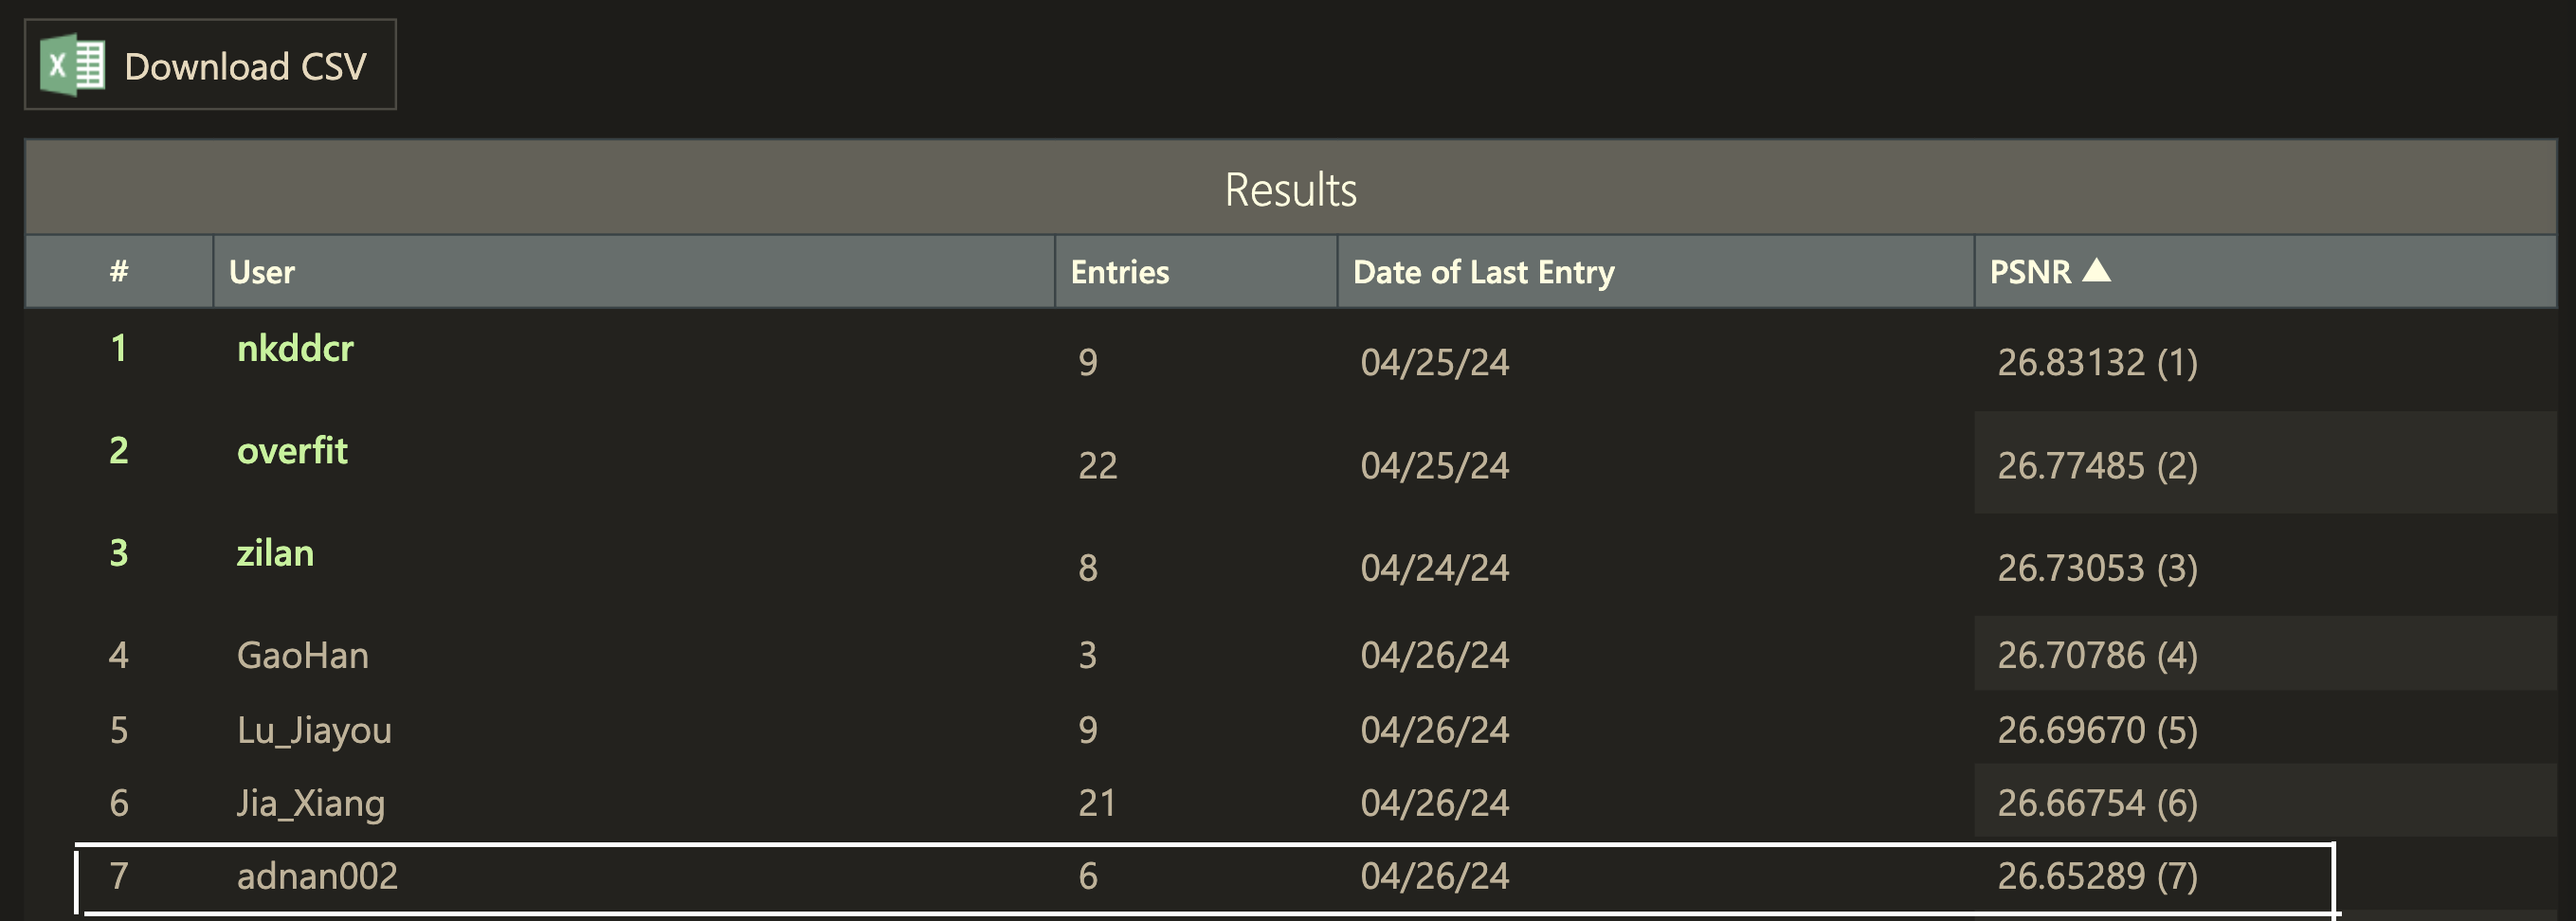 X
Download CSV
Results
# User Entries Date of Last Entry PSNR ▲
1 nkddcr 9 04/25/24 26.83132 (1)
2 overfit 22 04/25/24 26.77485 (2)
3 zilan 8 04/24/24 26.73053 (3)
4 GaoHan 3 04/26/24 26.70786 (4)
5 Lu_Jiayou 9 04/26/24 26.69670 (5)
6 Jia_Xiang 21 04/26/24 26.66754 (6)
7 adnan002 6 04/26/24 26.65289 (7)